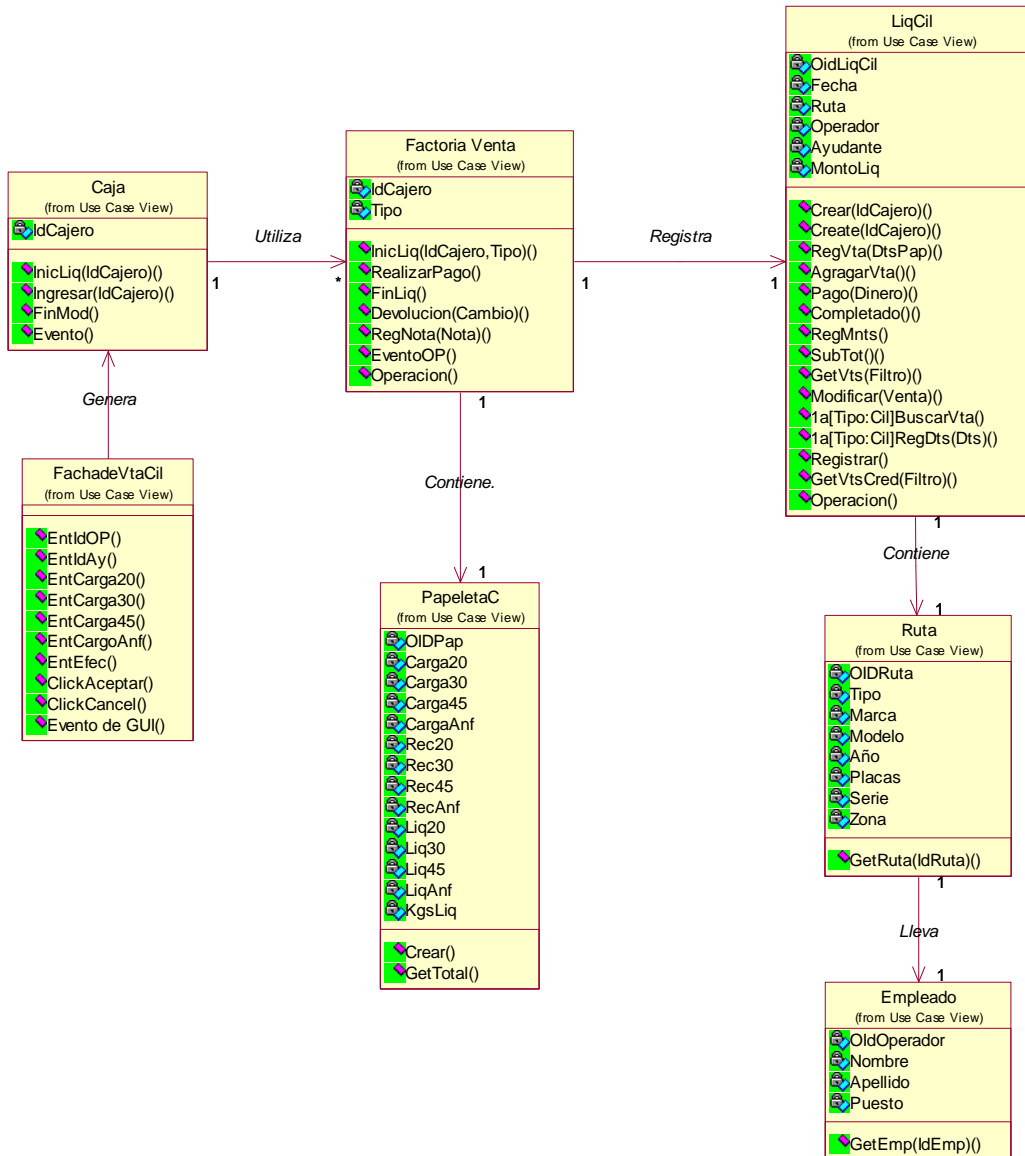 LiqCil
(from Use Case View)
OidLiqCil
Fecha
Ruta
Operador
Ayudante
MontoLiq
Crear(IdCajero)()
Create(IdCajero)()
RegVta(DtsPap)()
AgragarVta()()
Pago(Dinero)()
Completado()()
RegMnts()
SubTot()()
GetVts(Filtro)()
Modificar(Venta)()
1a[Tipo:Cil]BuscarVta()
1a[Tipo:Cil]RegDts(Dts)()
Registrar()
GetVtsCred(Filtro)()
Operacion()
Factoria Venta
(from Use Case View)
IdCajero
Tipo
InicLiq(IdCajero,Tipo)()
RealizarPago()
FinLiq()
Devolucion(Cambio)()
RegNota(Nota)()
EventoOP()
Operacion()
Caja
(from Use Case View)
IdCajero
InicLiq(IdCajero)()
Ingresar(IdCajero)()
FinMod()
Evento()
Utiliza
1
*
Registra
1
1
Genera
FachadeVtaCil
(from Use Case View)
EntIdOP()
EntIdAy()
EntCarga20()
EntCarga30()
EntCarga45()
EntCargoAnf()
EntEfec()
ClickAceptar()
ClickCancel()
Evento de GUI()
1
Contiene.
1
PapeletaC
(from Use Case View)
OIDPap
Carga20
Carga30
Carga45
CargaAnf
Rec20
Rec30
Rec45
RecAnf
Liq20
Liq30
Liq45
LiqAnf
KgsLiq
Crear()
GetTotal()
1
Contiene
1
Ruta
(from Use Case View)
OIDRuta
Tipo
Marca
Modelo
Año
Placas
Serie
Zona
GetRuta(IdRuta)()
1
Lleva
1
Empleado
(from Use Case View)
OIdOperador
Nombre
Apellido
Puesto
GetEmp(IdEmp)()